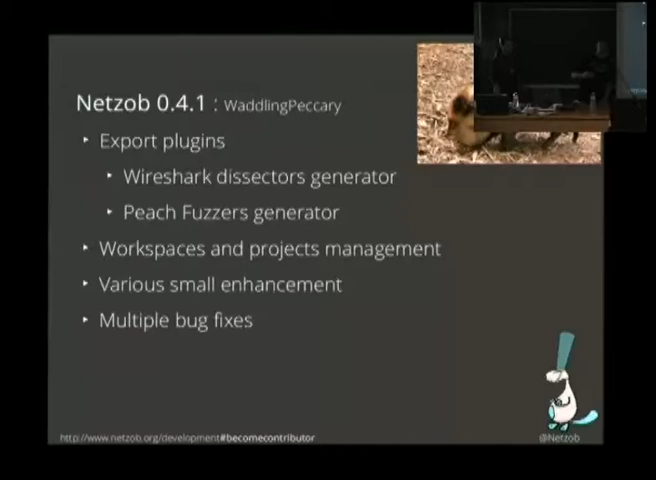 Netzob 0.4.1 : WaddlingPeccary
‣ Export plugins
‣ Wireshark dissectors generator
‣ Peach Fuzzers generator
‣ Workspaces and projects management
‣ Various small enhancement
‣ Multiple bug fixes
http://www.netzob.org/development#becomecontributor
@Netzob